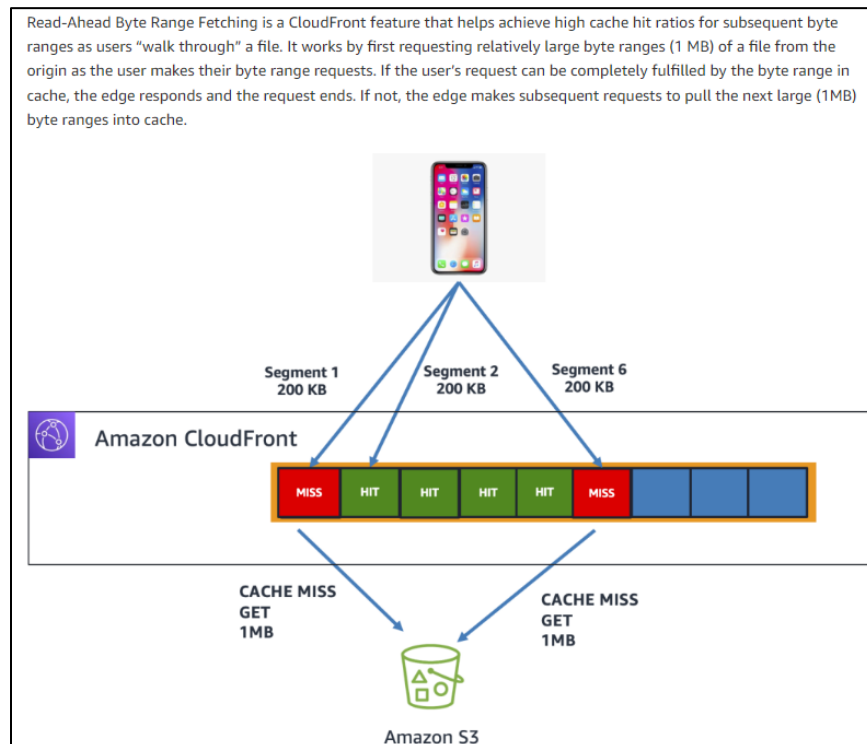 Read-Ahead Byte Range Fetching is a CloudFront feature that helps achieve high cache hit ratios for subsequent byte
ranges as users “walk through” a file. It works by first requesting relatively large byte ranges (1 MB) of a file from the
origin as the user makes their byte range requests. If the user’s request can be completely fulfilled by the byte range in
cache, the edge responds and the request ends. If not, the edge makes subsequent requests to pull the next large (1MB)
byte ranges into cache.
Segment 1
200 KB
Segment 2
200 KB
Segment 6
200 KB
Amazon CloudFront
MISS
HIT
HIT
HIT
HIT
MISS
CACHE MISS
GET
1MB
CACHE MISS
GET
1MB
Amazon S3